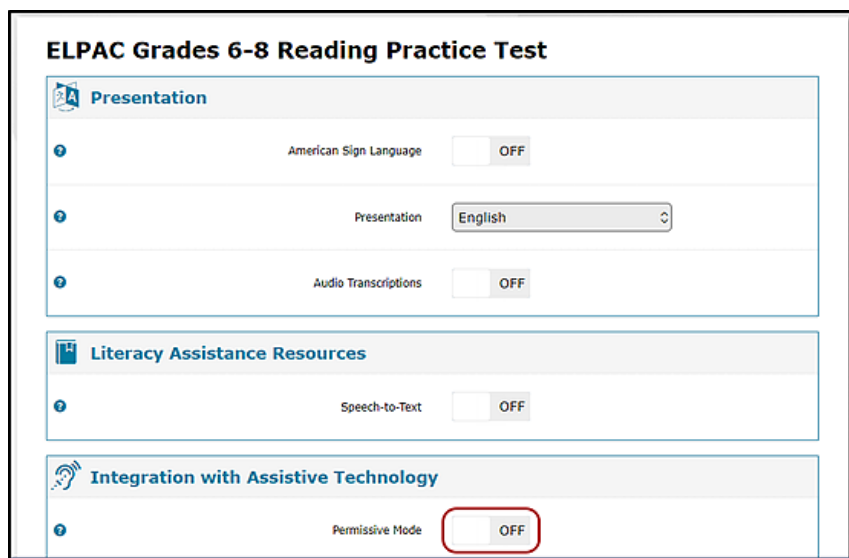 ELPAC Grades 6-8 Reading Practice Test
Presentation
American Sign Language OFF
Presentation English
Audio Transcriptions OFF
Literacy Assistance Resources
Speech-to-Text OFF
Integration with Assistive Technology
Permissive Mode OFF